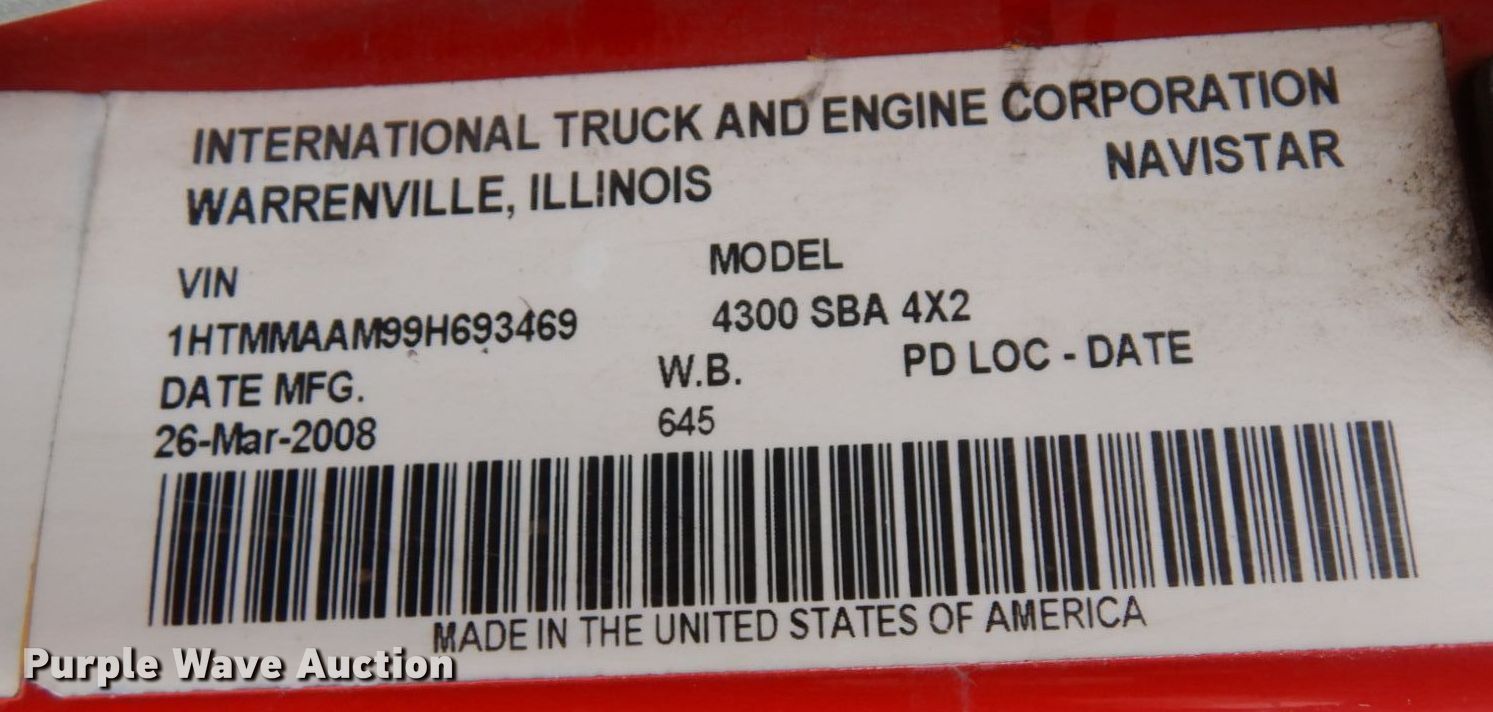 INTERNATIONAL TRUCK AND ENGINE CORPORATION
WARRENVILLE, ILLINOIS NAVISTAR
VIN MODEL
1HTMMAAM99H693469 4300 SBA 4X2
DATE MFG. W.B. PD LOC - DATE
26-Mar-2008 645
MADE IN THE UNITED STATES OF AMERICA
Purple Wave Auction